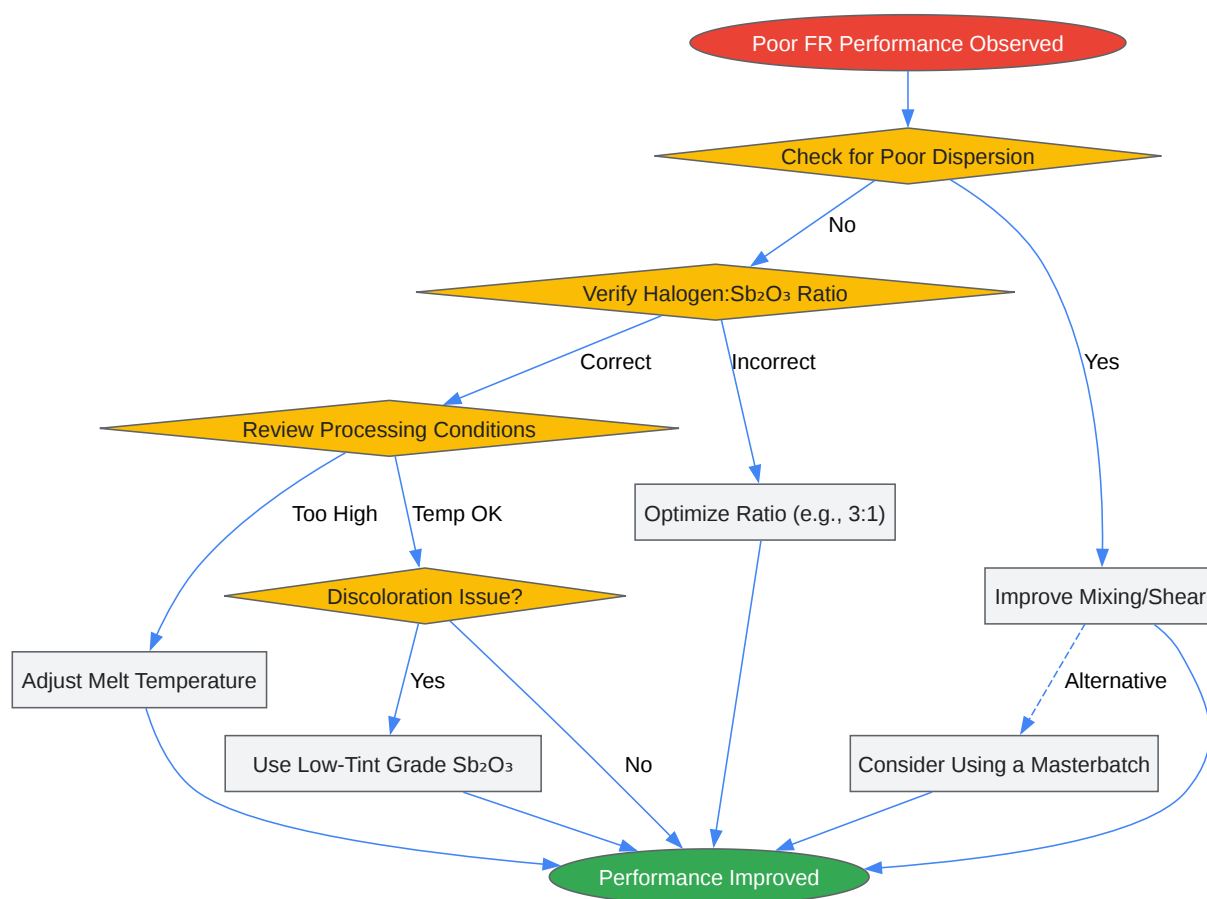 Poor FR Performance Observed
Check for Poor Dispersion
No
Verify Halogen:Sb₂O₃ Ratio
Correct
Incorrect
Yes
Review Processing Conditions
Too High
Temp OK
Optimize Ratio (e.g., 3:1)
Discoloration Issue?
Improve Mixing/Shear
Adjust Melt Temperature
Yes
Alternative
Use Low-Tint Grade Sb₂O₃
No
Consider Using a Masterbatch
Performance Improved